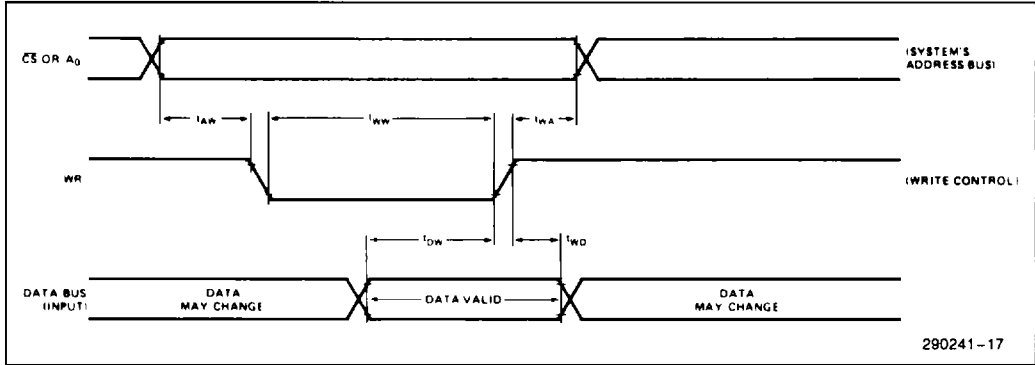 C̅S̅ OR A₀
(SYSTEM'S
ADDRESS BUS)
tAW
tWW
tWA
WR
(WRITE CONTROL)
tDW
tWD
DATA BUS
(INPUT)
DATA
MAY CHANGE
DATA VALID
DATA
MAY CHANGE
290241-17